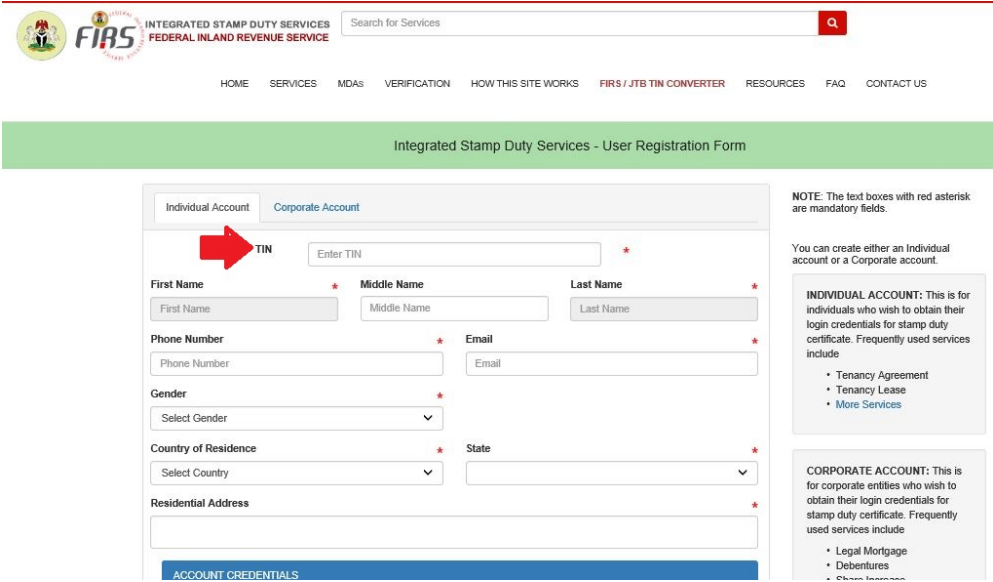 FIRS
INTEGRATED STAMP DUTY SERVICES
FEDERAL INLAND REVENUE SERVICE
Search for Services
HOME SERVICES MDAs VERIFICATION HOW THIS SITE WORKS FIRS / JTB TIN CONVERTER RESOURCES FAQ CONTACT US
Integrated Stamp Duty Services - User Registration Form
Individual Account Corporate Account
TIN Enter TIN *
First Name * Middle Name Last Name *
First Name Middle Name Last Name
Phone Number * Email *
Phone Number Email
Gender *
Select Gender
Country of Residence * State *
Select Country
Residential Address *
ACCOUNT CREDENTIALS
NOTE: The text boxes with red asterisk
are mandatory fields.
You can create either an Individual
account or a Corporate account.
INDIVIDUAL ACCOUNT: This is for
individuals who wish to obtain their
login credentials for stamp duty
certificate. Frequently used services
include
• Tenancy Agreement
• Tenancy Lease
• More Services
CORPORATE ACCOUNT: This is
for corporate entities who wish to
obtain their login credentials for
stamp duty certificate. Frequently
used services include
• Legal Mortgage
• Debentures
• Share Increase